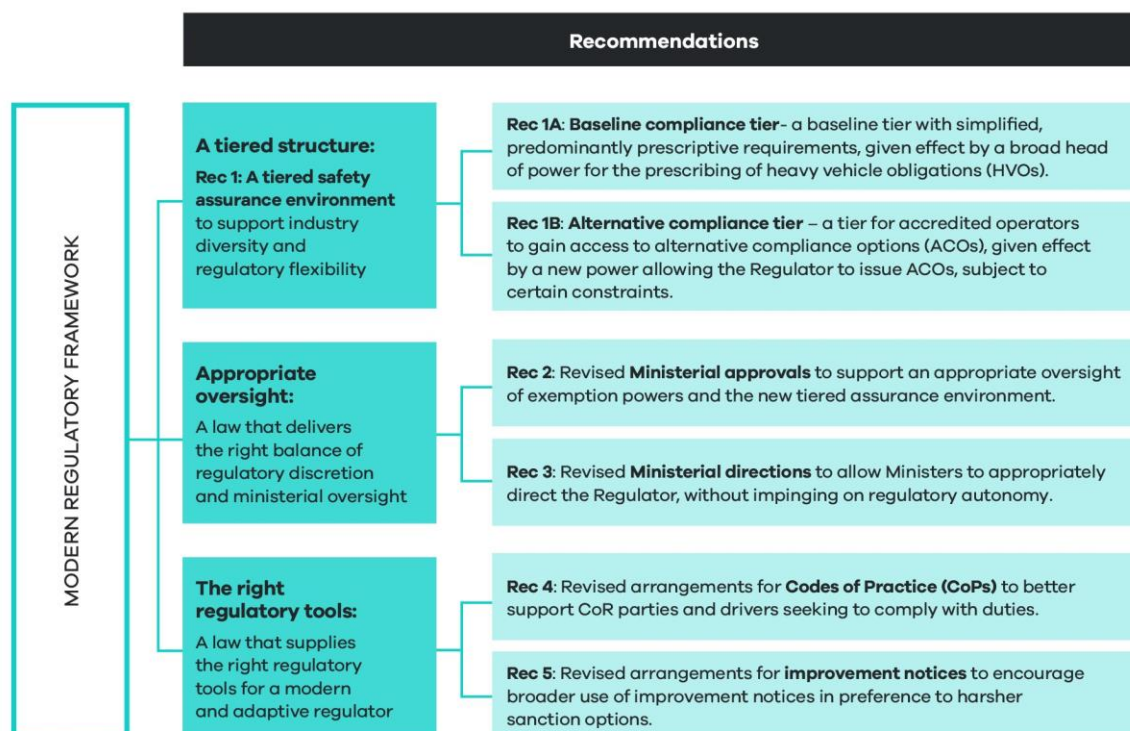 Recommendations
MODERN REGULATORY FRAMEWORK
A tiered structure:
Rec 1: A tiered safety
assurance environment
to support industry
diversity and
regulatory flexibility
Rec 1A: Baseline compliance tier- a baseline tier with simplified,
predominantly prescriptive requirements, given effect by a broad head
of power for the prescribing of heavy vehicle obligations (HVOs).
Rec 1B: Alternative compliance tier – a tier for accredited operators
to gain access to alternative compliance options (ACOs), given effect
by a new power allowing the Regulator to issue ACOs, subject to
certain constraints.
Appropriate
oversight:
A law that delivers
the right balance of
regulatory discretion
and ministerial oversight
Rec 2: Revised Ministerial approvals to support an appropriate oversight
of exemption powers and the new tiered assurance environment.
Rec 3: Revised Ministerial directions to allow Ministers to appropriately
direct the Regulator, without impinging on regulatory autonomy.
The right
regulatory tools:
A law that supplies
the right regulatory
tools for a modern
and adaptive regulator
Rec 4: Revised arrangements for Codes of Practice (CoPs) to better
support CoR parties and drivers seeking to comply with duties.
Rec 5: Revised arrangements for improvement notices to encourage
broader use of improvement notices in preference to harsher
sanction options.